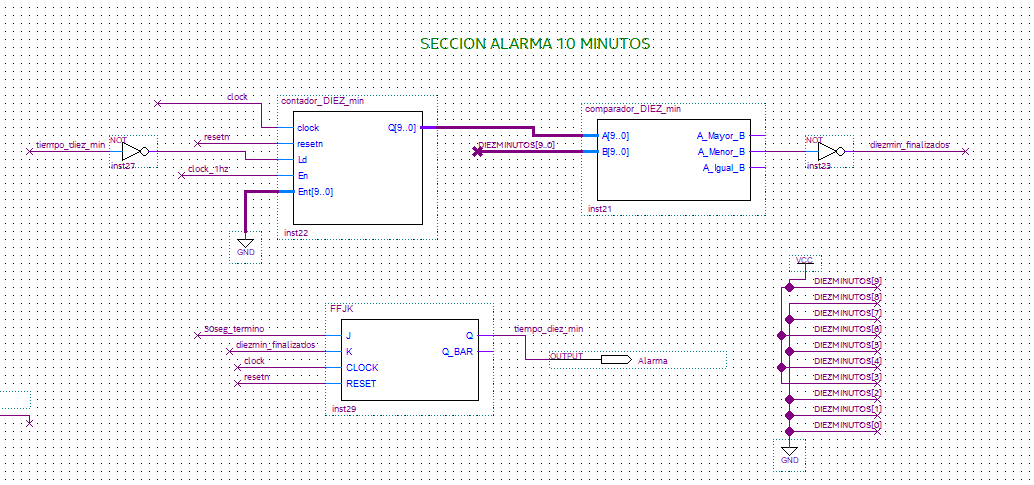 SECCION ALARMA 10 MINUTOS
clock
contador_DIEZ_min
comparador_DIEZ_min
clock
Q[9..0]
A[9..0]
A_Mayor_B
NOT
resetn
resetn
tiempo_diez_min
DIEZMINUTOS[9..0]
B[9..0]
A_Menor_B
NOT
diezmin_finalizados
Ld
inst27
clock_1hz
En
A_Igual_B
inst23
Ent[9..0]
inst22
inst21
GND
VCC
DIEZMINUTOS[9]
DIEZMINUTOS[8]
DIEZMINUTOS[7]
DIEZMINUTOS[6]
DIEZMINUTOS[5]
DIEZMINUTOS[4]
DIEZMINUTOS[3]
DIEZMINUTOS[2]
DIEZMINUTOS[1]
DIEZMINUTOS[0]
GND
FFJK
30seg_termino
J
Q
tiempo_diez_min
diezmin_finalizados
K
Q_BAR
OUTPUT
Alarma
clock
CLOCK
resetn
RESET
inst29